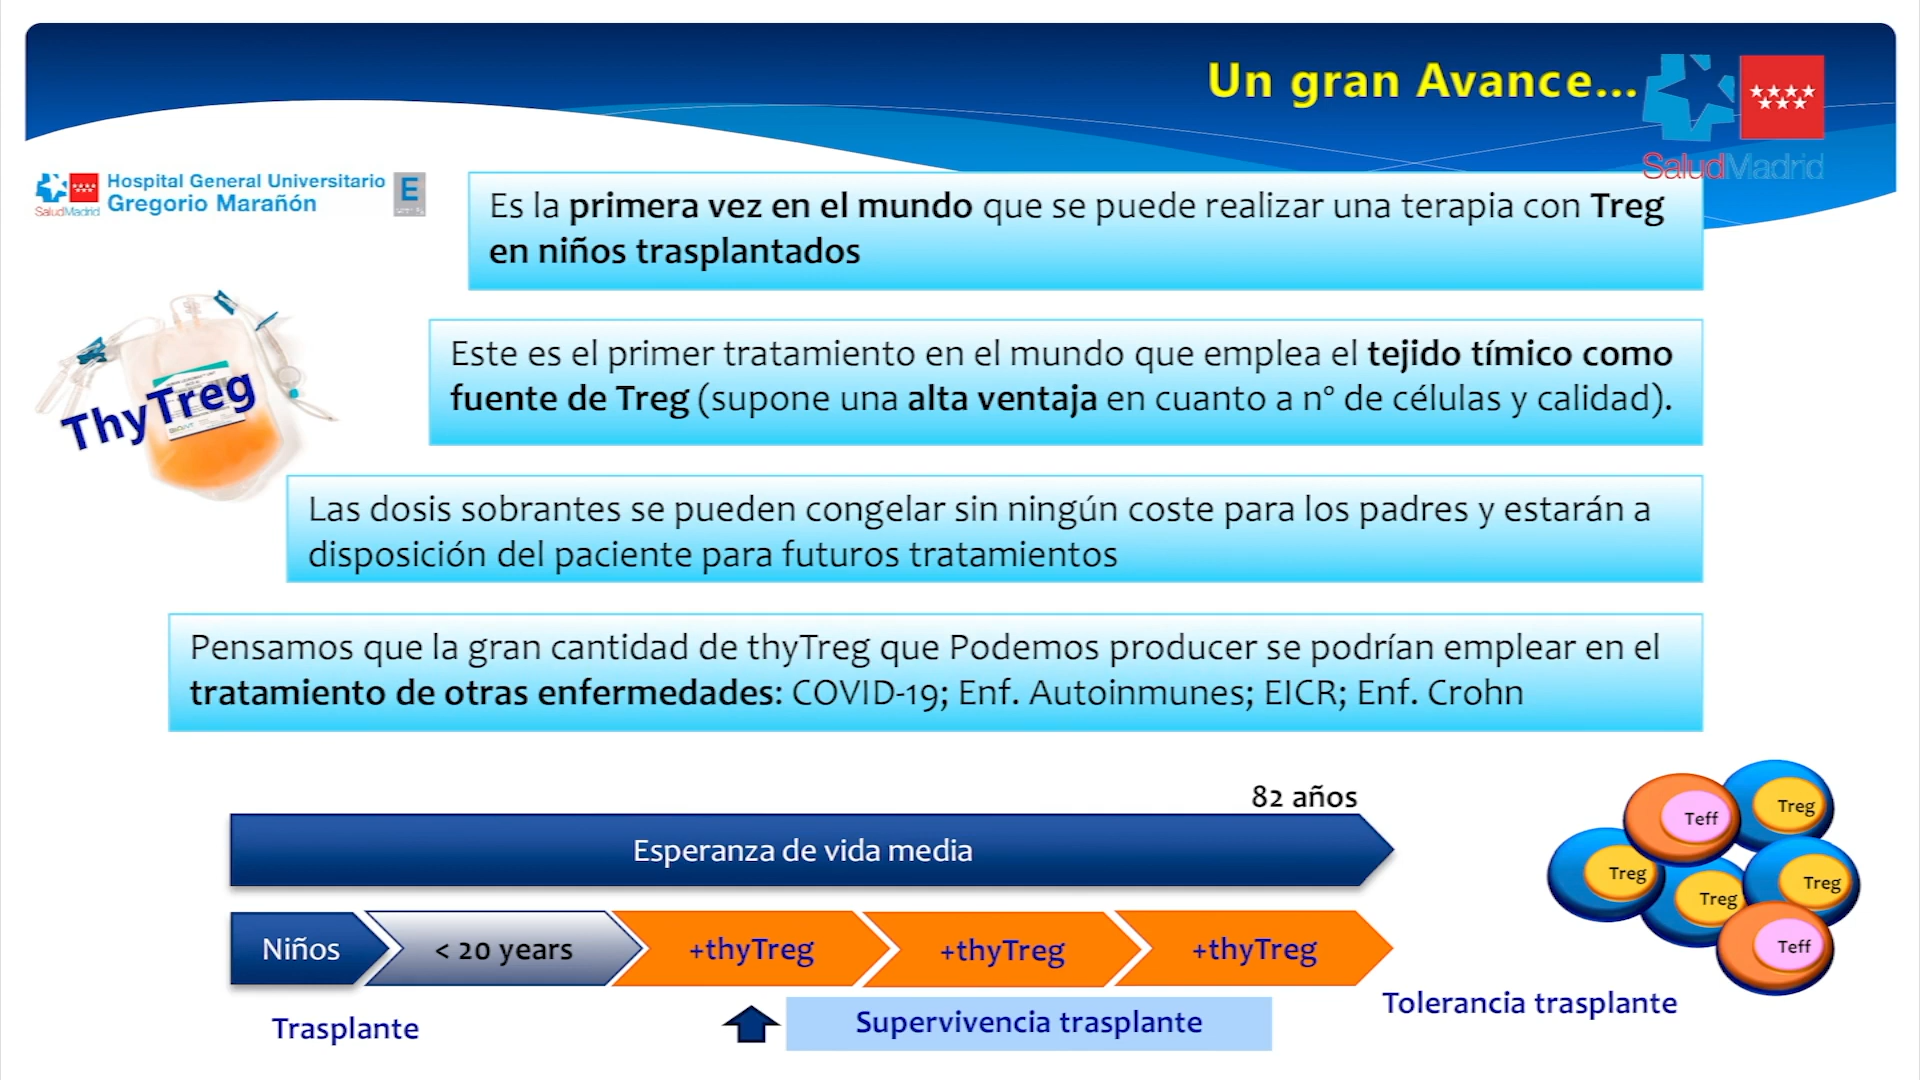 Un gran Avance...
SaludMadrid
Hospital General Universitario
Gregorio Marañón
SaludMadrid
E
Es la primera vez en el mundo que se puede realizar una terapia con Treg
en niños trasplantados
Este es el primer tratamiento en el mundo que emplea el tejido tímico como
fuente de Treg (supone una alta ventaja en cuanto a n° de células y calidad).
ThyTreg
Las dosis sobrantes se pueden congelar sin ningún coste para los padres y estarán a
disposición del paciente para futuros tratamientos
Pensamos que la gran cantidad de thyTreg que Podemos producer se podrían emplear en el
tratamiento de otras enfermedades: COVID-19; Enf. Autoinmunes; EICR; Enf. Crohn
82 años
Esperanza de vida media
Niños
< 20 years
+thyTreg
+thyTreg
+thyTreg
Trasplante
Supervivencia trasplante
Teff
Treg
Treg
Treg
Treg
Teff
Tolerancia trasplante